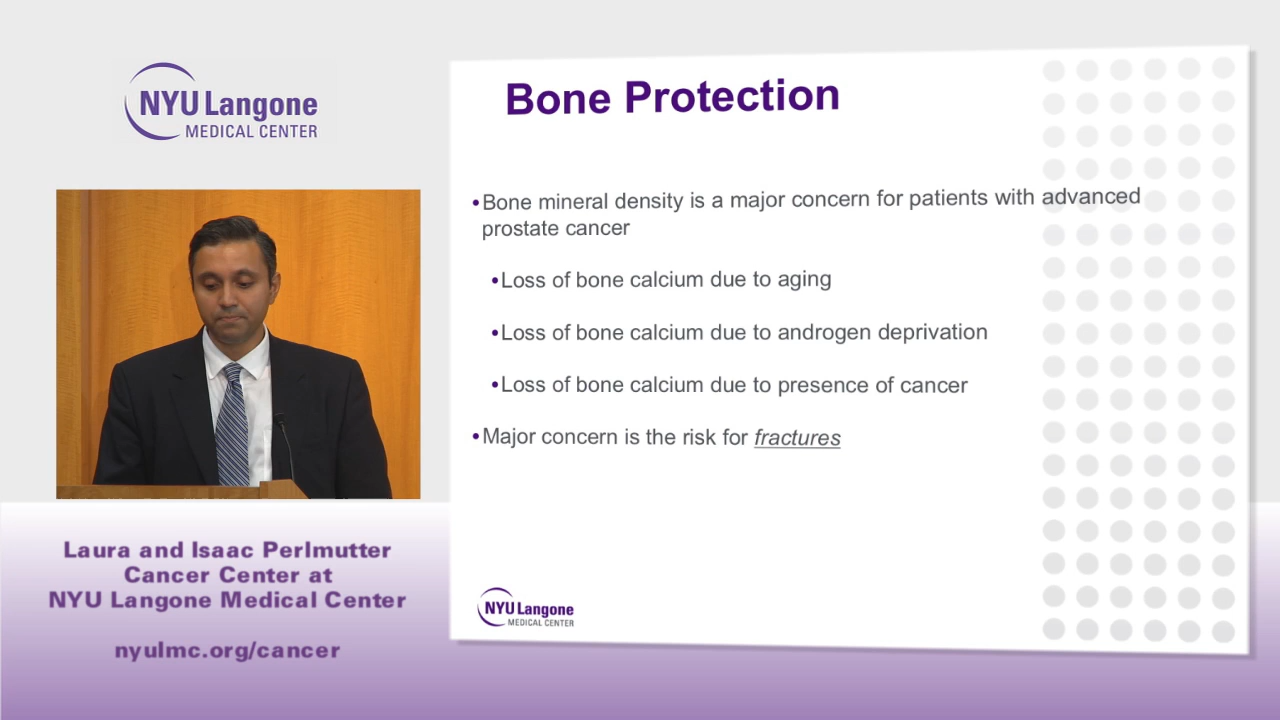 NYU Langone
MEDICAL CENTER
Laura and Isaac Perlmutter
Cancer Center at
NYU Langone Medical Center
nyulmc.org/cancer
Bone Protection
•Bone mineral density is a major concern for patients with advanced
prostate cancer
•Loss of bone calcium due to aging
•Loss of bone calcium due to androgen deprivation
•Loss of bone calcium due to presence of cancer
•Major concern is the risk for fractures
NYU Langone
MEDICAL CENTER